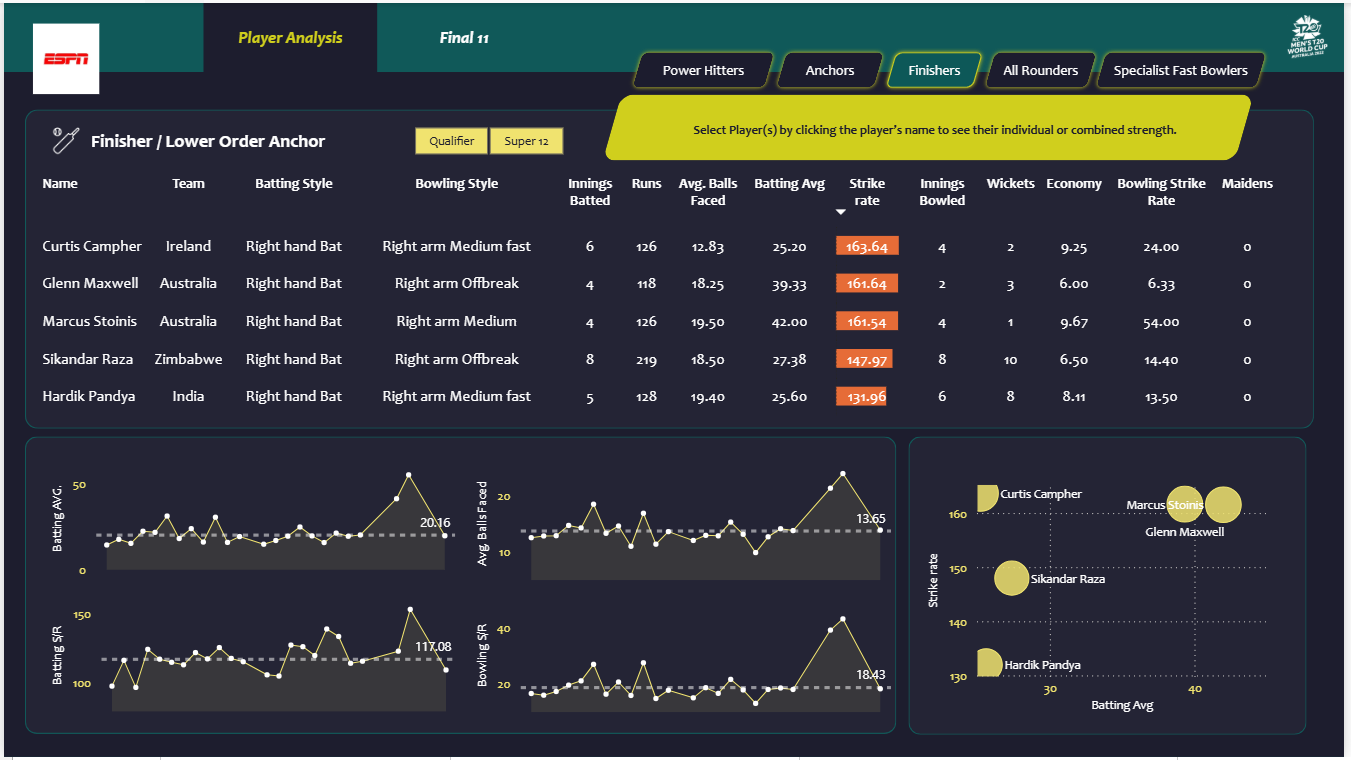 ESPN
Player Analysis
Final 11
ICC
MEN'S T20
WORLD CUP
AUSTRALIA 2022
Power Hitters
Anchors
Finishers
All Rounders
Specialist Fast Bowlers
Select Player(s) by clicking the player's name to see their individual or combined strength.
Finisher / Lower Order Anchor
Qualifier
Super 12
Name Team Batting Style Bowling Style Innings Batted Runs Avg. Balls Faced Batting Avg Strike rate Innings Bowled Wickets Economy Bowling Strike Rate Maidens
Curtis Campher Ireland Right hand Bat Right arm Medium fast 6 126 12.83 25.20 163.64 4 2 9.25 24.00 0
Glenn Maxwell Australia Right hand Bat Right arm Offbreak 4 118 18.25 39.33 161.64 2 3 6.00 6.33 0
Marcus Stoinis Australia Right hand Bat Right arm Medium 4 126 19.50 42.00 161.54 4 1 9.67 54.00 0
Sikandar Raza Zimbabwe Right hand Bat Right arm Offbreak 8 219 18.50 27.38 147.97 8 10 6.50 14.40 0
Hardik Pandya India Right hand Bat Right arm Medium fast 5 128 19.40 25.60 131.96 6 8 8.11 13.50 0
Batting AVG.
50
0
20.16
Avg. Balls Faced
20
10
13.65
Batting S/R
150
100
117.08
Bowling S/R
40
20
18.43
Strike rate
160
150
140
130
Curtis Campher
Marcus Stoinis
Glenn Maxwell
Sikandar Raza
Hardik Pandya
30
40
Batting Avg